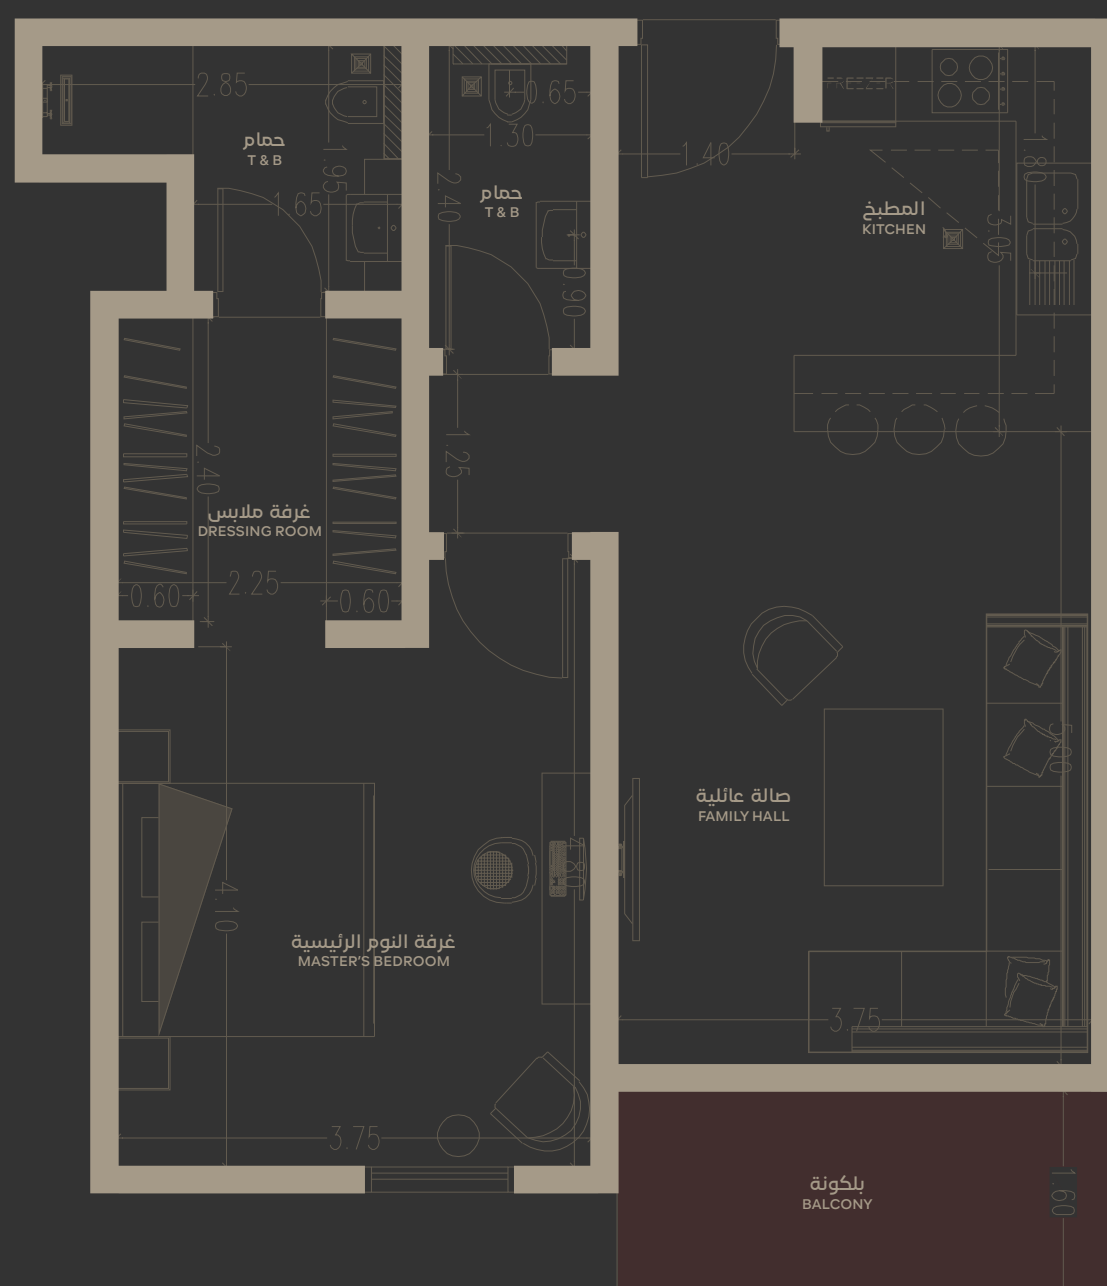 2.85
حمام
T & B
1.95
1.65
0.65
1.30
2.40
حمام
T & B
0.90
1.40
FREEZER
1.80
المطبخ
KITCHEN
3.05
2.40
غرفة ملابس
DRESSING ROOM
2.25
0.60
0.60
1.25
صالة عائلية
FAMILY HALL
5.00
4.80
4.10
غرفة النوم الرئيسية
MASTER'S BEDROOM
3.75
3.75
بلكونة
BALCONY
1.60